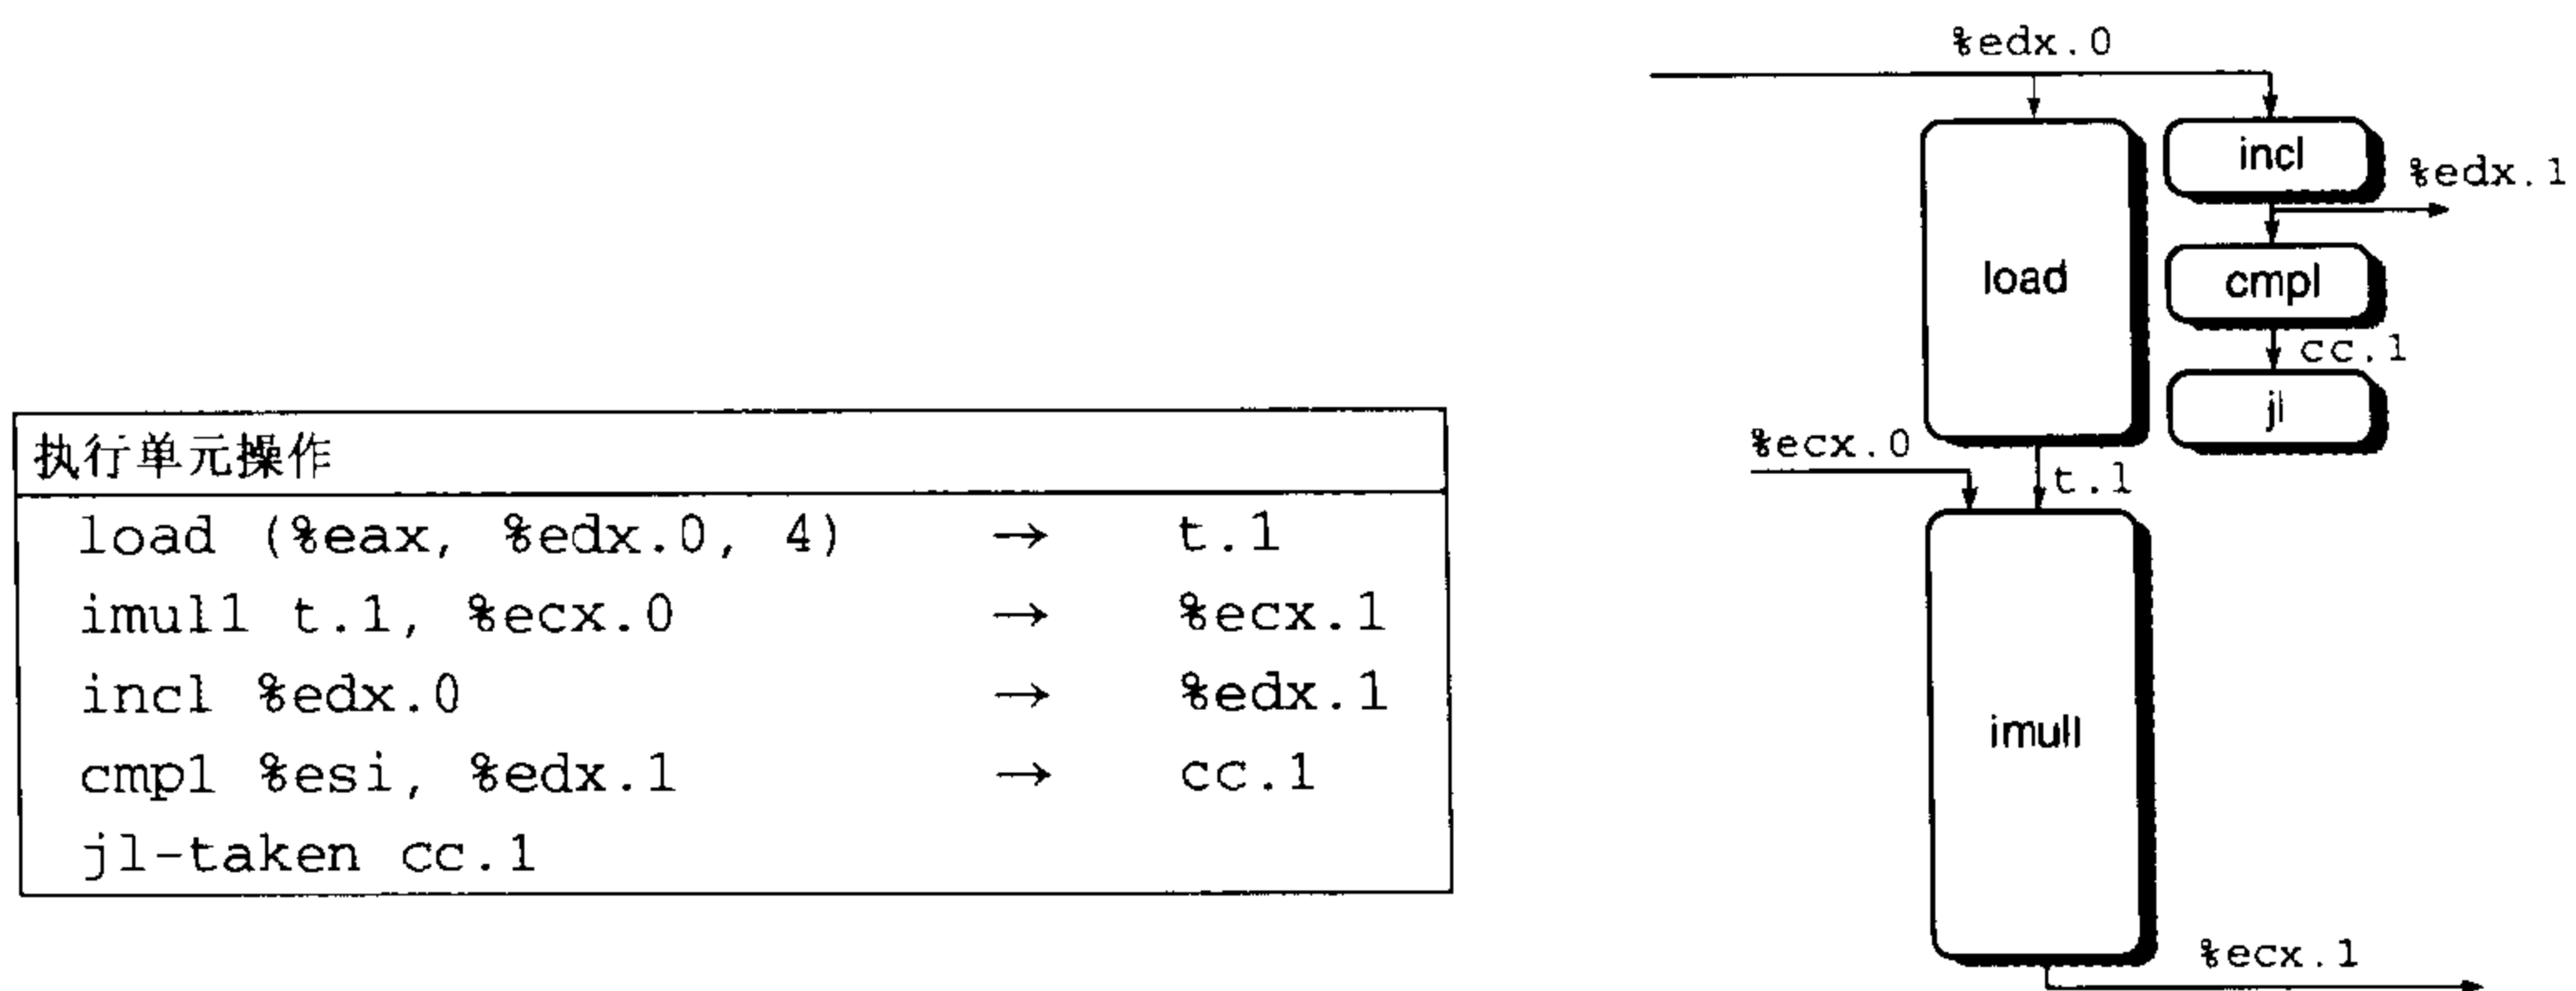 执行单元操作
load (%eax, %edx.0, 4) → t.1
imull t.1, %ecx.0 → %ecx.1
incl %edx.0 → %edx.1
cmpl %esi, %edx.1 → cc.1
jl-taken cc.1
%edx.0
incl
%edx.1
load
cmpl
cc.1
jl
%ecx.0
t.1
imull
%ecx.1